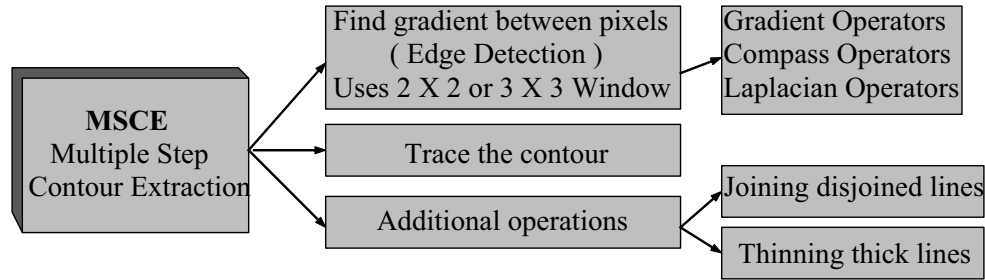 MSCE
Multiple Step
Contour Extraction
Find gradient between pixels
( Edge Detection )
Uses 2 X 2 or 3 X 3 Window
Gradient Operators
Compass Operators
Laplacian Operators
Trace the contour
Additional operations
Joining disjoined lines
Thinning thick lines